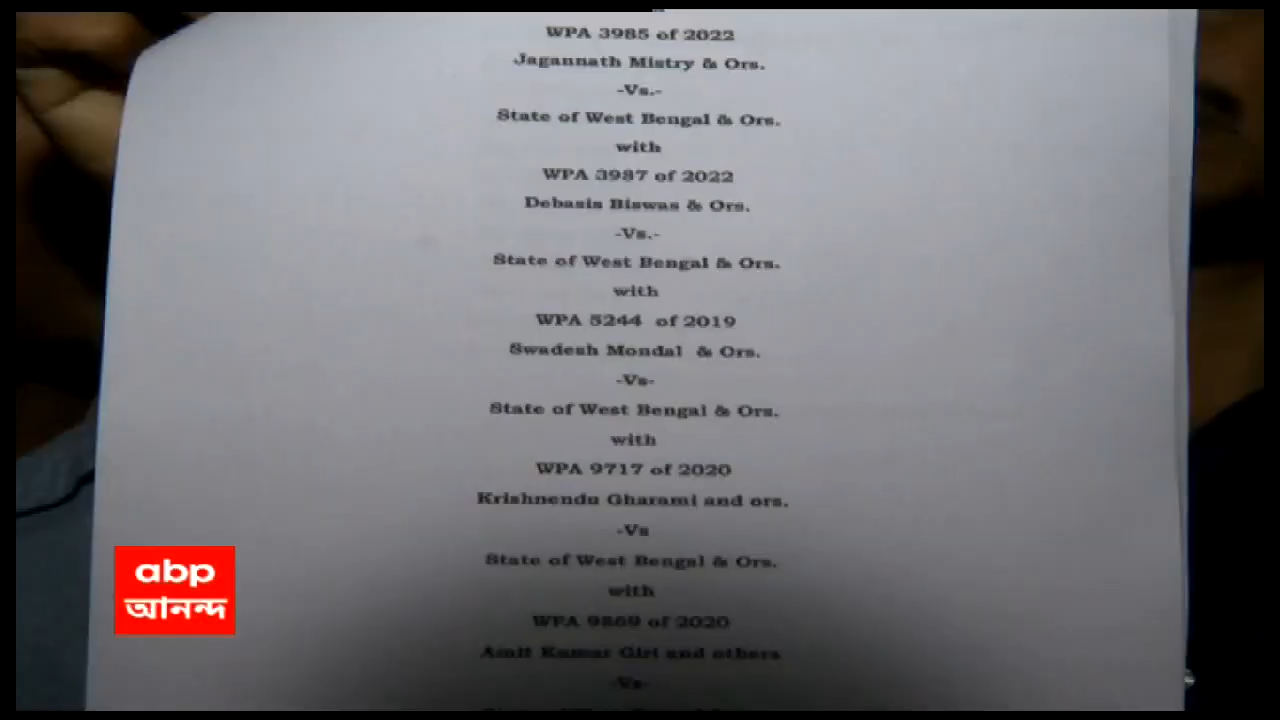 WPA 3985 of 2022
Jagannath Mistry & Ors.
-Vs.-
State of West Bengal & Ors.
with
WPA 3987 of 2022
Debasis Biswas & Ors.
-Vs.-
State of West Bengal & Ors.
with
WPA 5244 of 2019
Swadesh Mondal & Ors.
-Vs-
State of West Bengal & Ors.
with
WPA 9717 of 2020
Krishnendu Gharami and ors.
-Vs
State of West Bengal & Ors.
with
WPA 9869 of 2020
Amit Kumar Giri and others
-Vs-
abp
আনন্দ